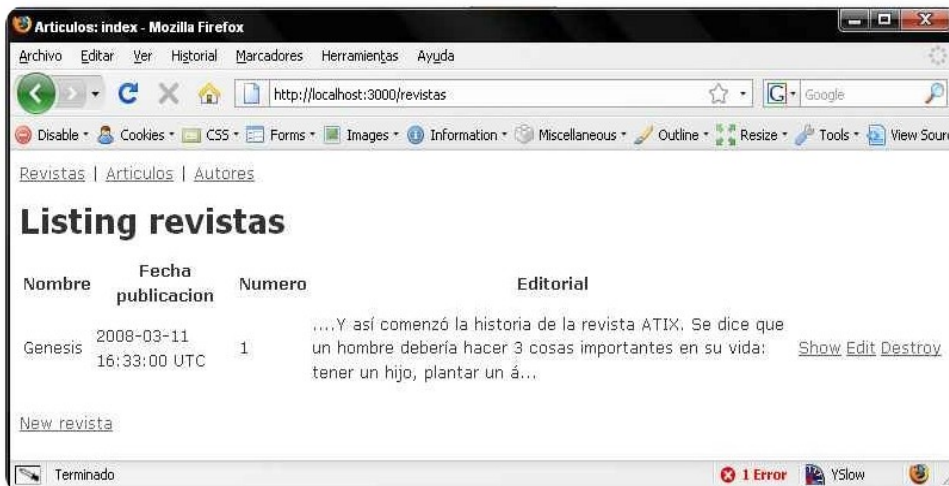 Articulos: index - Mozilla Firefox
Archivo Editar Ver Historial Marcadores Herramientas Ayuda
http://localhost:3000/revistas
G Google
Disable Cookies CSS Forms Images Information Miscellaneous Outline Resize Tools View Sour
Revistas | Articulos | Autores
Listing revistas
Nombre Fecha publicacion Numero Editorial
Genesis 2008-03-11 16:33:00 UTC 1 ....Y así comenzó la historia de la revista ATIX. Se dice que
un hombre debería hacer 3 cosas importantes en su vida:
tener un hijo, plantar un á... Show Edit Destroy
New revista
Terminado 1 Error YSlow